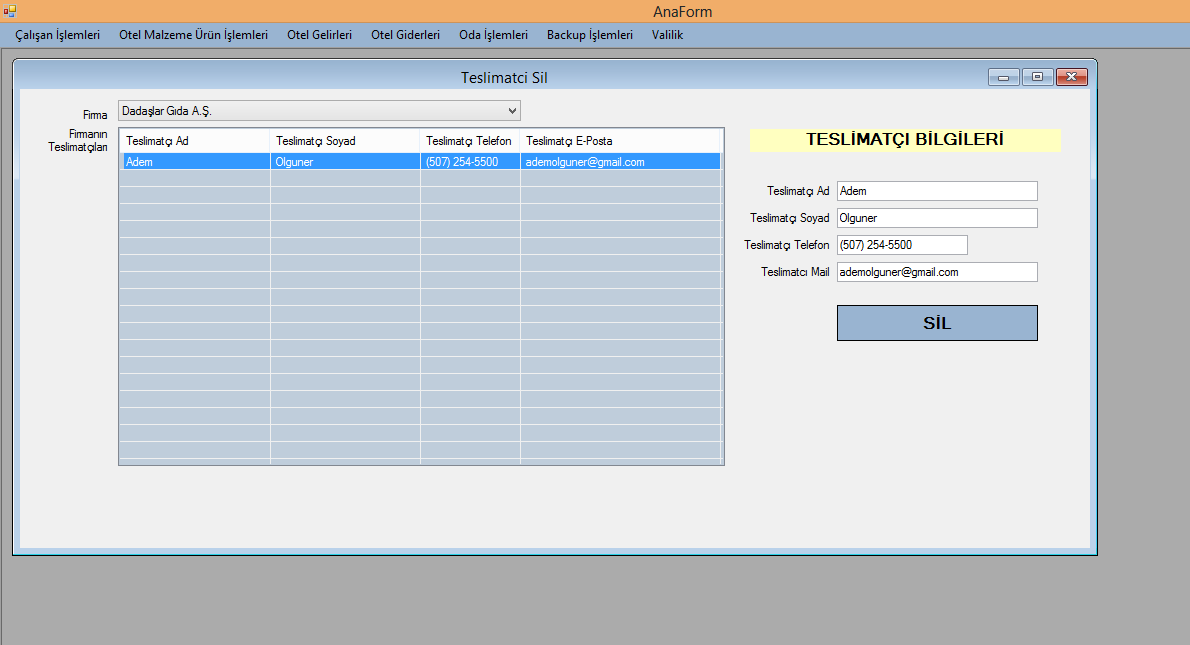 AnaForm
Çalışan İşlemleri Otel Malzeme Ürün İşlemleri Otel Gelirleri Otel Giderleri Oda İşlemleri Backup İşlemleri Valilik
Teslimatci Sil
Firma Dadaşlar Gıda A.Ş.
Firmanın
Teslimatçıları
Teslimatçı Ad Teslimatçı Soyad Teslimatçı Telefon Teslimatçı E-Posta
Adem Olguner (507) 254-5500 ademolguner@gmail.com
TESLİMATÇI BİLGİLERİ
Teslimatçı Ad Adem
Teslimatçı Soyad Olguner
Teslimatçı Telefon (507) 254-5500
Teslimatcı Mail ademolguner@gmail.com
SİL